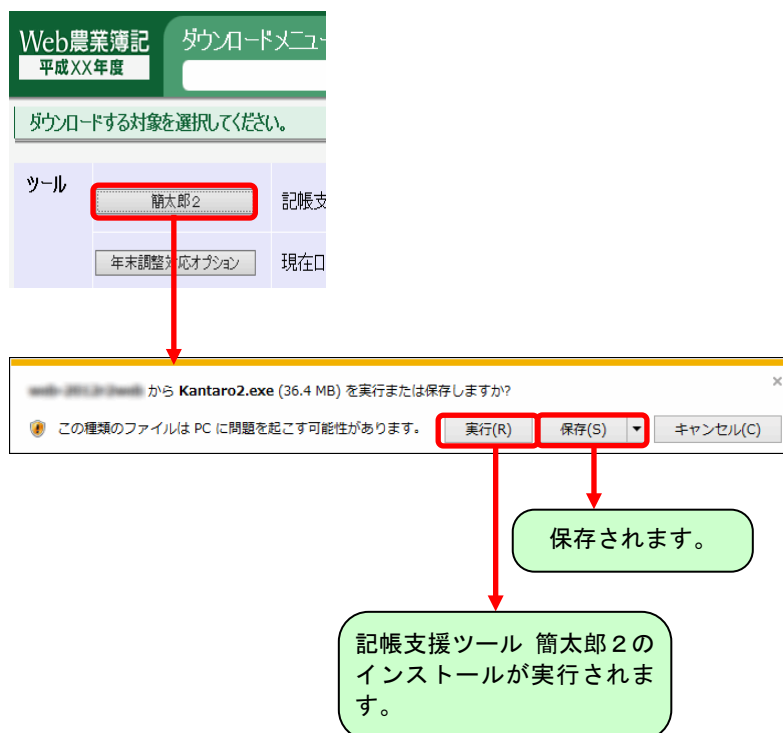 Web農業簿記 ダウンロードメニュー
平成XX年度
ダウンロードする対象を選択してください。
ツール 簡太郎2 記帳支
年末調整対応オプション 現在口
から Kantaro2.exe (36.4 MB) を実行または保存しますか?
×
この種類のファイルは PC に問題を起こす可能性があります。 実行(R) 保存(S) キャンセル(C)
保存されます。
記帳支援ツール 簡太郎2の
インストールが実行されま
す。